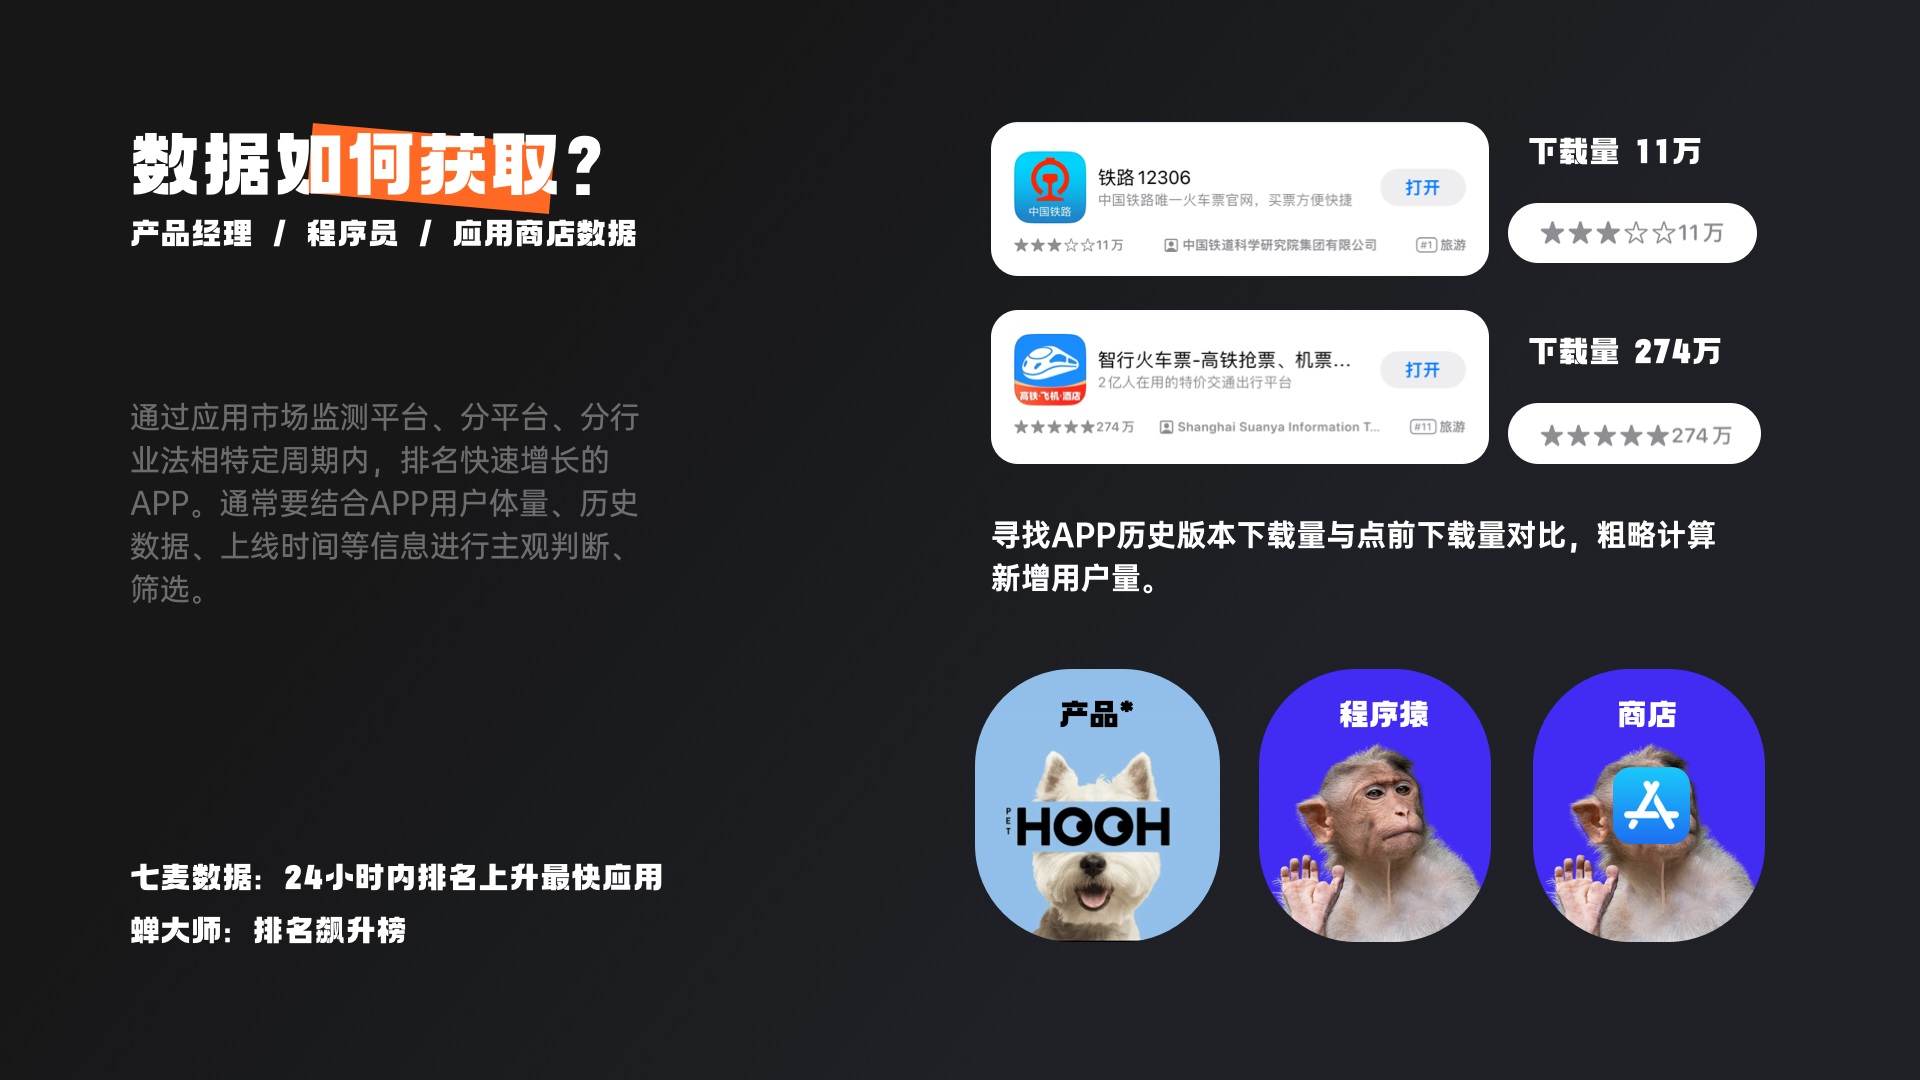 数据如何获取?
产品经理 / 程序员 / 应用商店数据
通过应用市场监测平台、分平台、分行
业法相特定周期内，排名快速增长的
APP。通常要结合APP用户体量、历史
数据、上线时间等信息进行主观判断、
筛选。
七麦数据：24小时内排名上升最快应用
蝉大师：排名飙升榜
中国铁路
铁路12306
中国铁路唯一火车票官网，买票方便快捷
打开
★★★☆☆11万 中国铁道科学研究院集团有限公司 #1 旅游
下载量 11万
★★★☆☆11万
高铁·飞机·酒店
智行火车票-高铁抢票、机票...
2亿人在用的特价交通出行平台
打开
★★★★★274万 Shanghai Suanya Information T... #11 旅游
下载量 274万
★★★★★274万
寻找APP历史版本下载量与点前下载量对比，粗略计算
新增用户量。
产品*
PET
HOOH
程序猿
商店